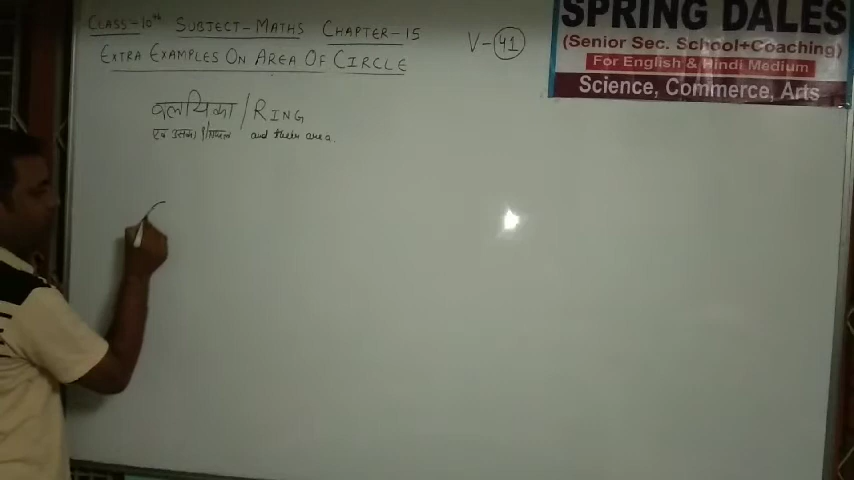 CLASS-10th SUBJECT-MATHS CHAPTER-15
EXTRA EXAMPLES ON AREA OF CIRCLE
V-41
SPRING DALES
(Senior Sec. School+Coaching)
For English & Hindi Medium
Science, Commerce, Arts
वलयिका / RING
and their area.